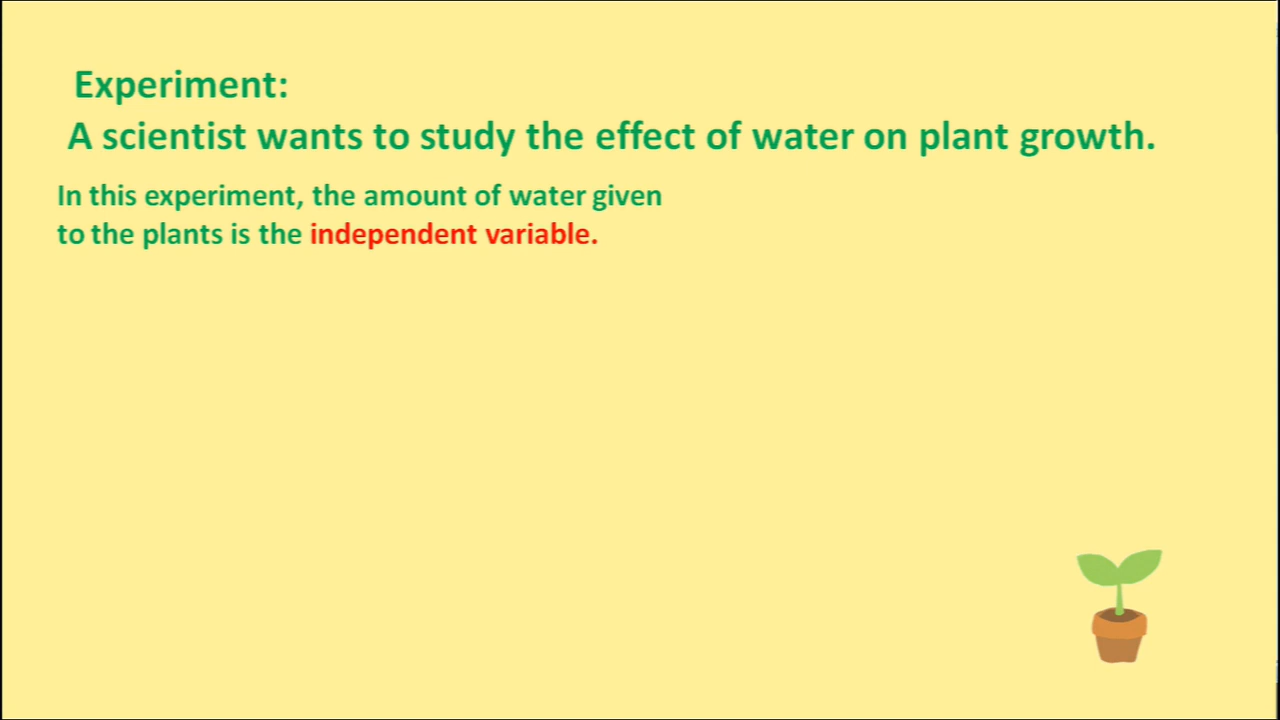 Experiment:
A scientist wants to study the effect of water on plant growth.
In this experiment, the amount of water given
to the plants is the independent variable.